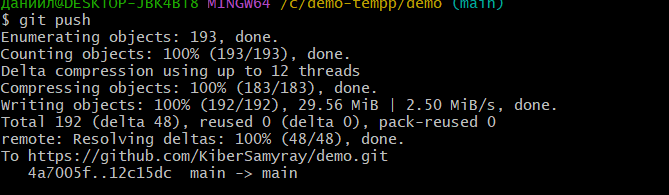 Даниил@DESKTOP-JBK4BT8 MINGW64 /c/demo-tempp/demo (main)
$ git push
Enumerating objects: 193, done.
Counting objects: 100% (193/193), done.
Delta compression using up to 12 threads
Compressing objects: 100% (183/183), done.
Writing objects: 100% (192/192), 29.56 MiB | 2.50 MiB/s, done.
Total 192 (delta 48), reused 0 (delta 0), pack-reused 0
remote: Resolving deltas: 100% (48/48), done.
To https://github.com/KiberSamyray/demo.git
   4a7005f..12c15dc  main -> main